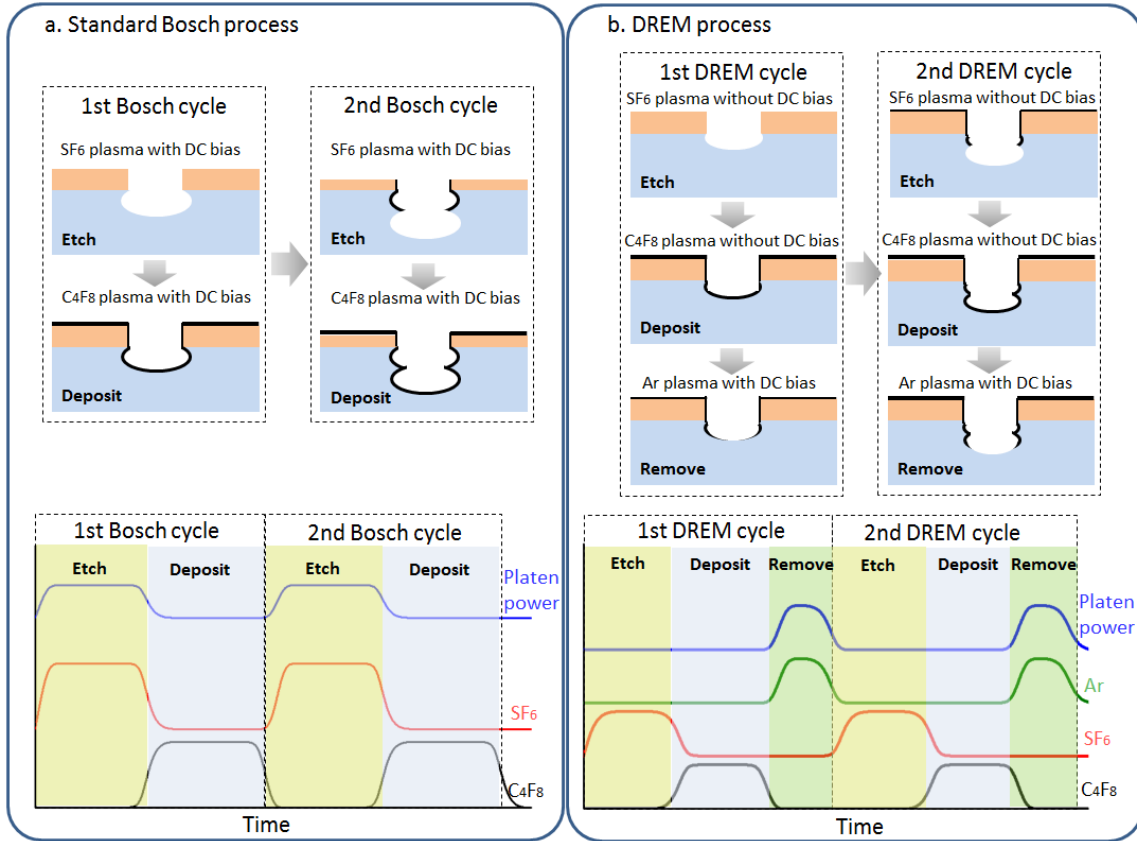 a. Standard Bosch process
1st Bosch cycle
SF6 plasma with DC bias
Etch
C4F8 plasma with DC bias
Deposit
2nd Bosch cycle
SF6 plasma with DC bias
Etch
C4F8 plasma with DC bias
Deposit
1st Bosch cycle
2nd Bosch cycle
Etch
Deposit
Etch
Deposit
Platen
power
SF6
C4F8
Time
b. DREM process
1st DREM cycle
SF6 plasma without DC bias
Etch
C4F8 plasma without DC bias
Deposit
Ar plasma with DC bias
Remove
2nd DREM cycle
SF6 plasma without DC bias
Etch
C4F8 plasma without DC bias
Deposit
Ar plasma with DC bias
Remove
1st DREM cycle
2nd DREM cycle
Etch
Deposit
Remove
Etch
Deposit
Remove
Platen
power
Ar
SF6
C4F8
Time